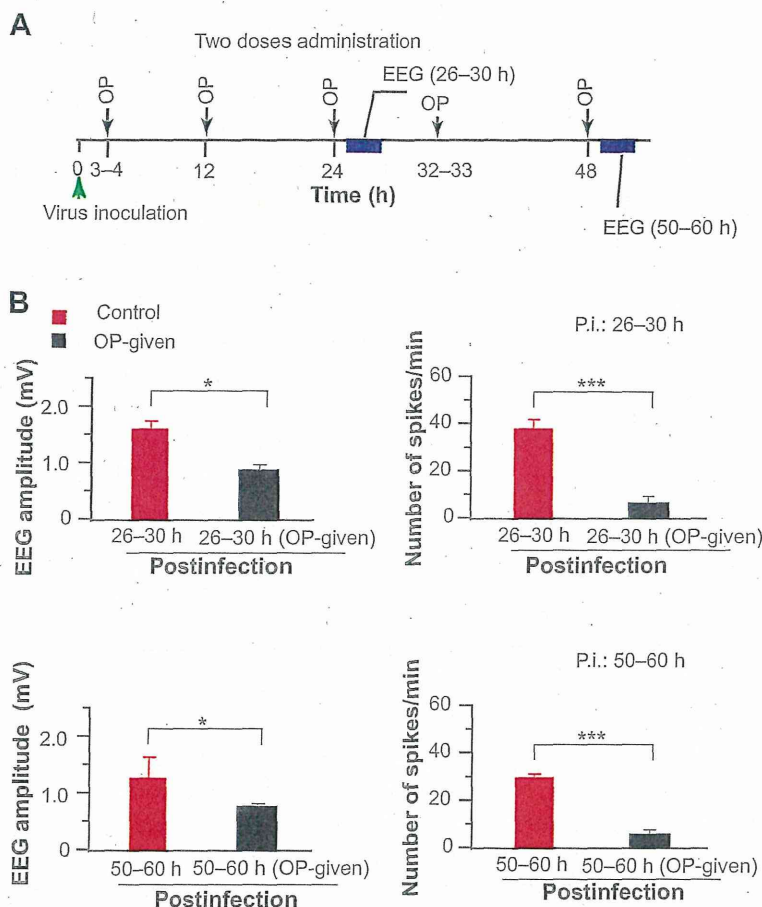 A
Two doses administration
EEG (26–30 h)
OP
OP
OP
OP
OP
0 3–4 12 24 32–33 48
Time (h)
Virus inoculation
EEG (50–60 h)
B
Control
OP-given
P.i.: 26–30 h
EEG amplitude (mV)
2.0
1.0
0
*
26–30 h 26–30 h (OP-given)
Postinfection
Number of spikes/min
60
40
20
0
***
26–30 h 26–30 h (OP-given)
Postinfection
EEG amplitude (mV)
2.0
1.0
0
*
50–60 h 50–60 h (OP-given)
Postinfection
P.i.: 50–60 h
Number of spikes/min
60
40
20
0
***
50–60 h 50–60 h (OP-given)
Postinfection